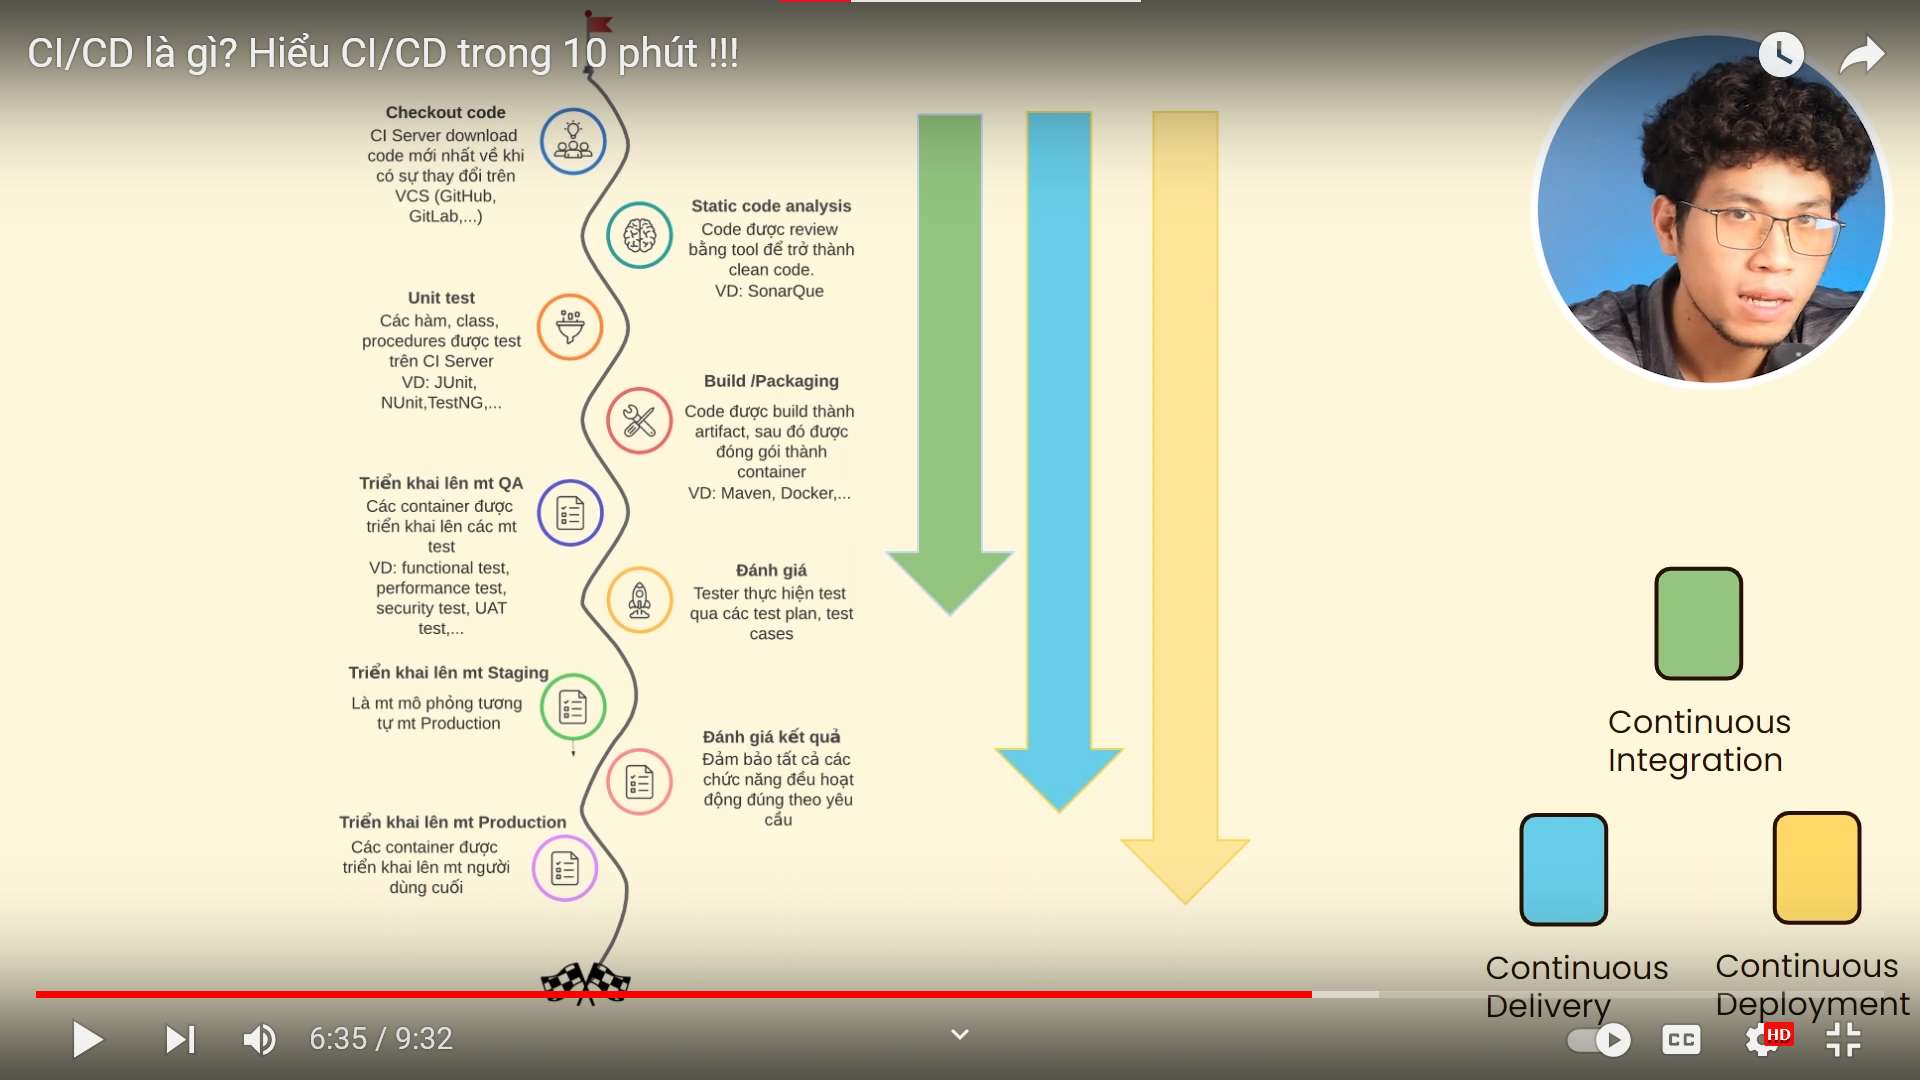 CI/CD là gì? Hiểu CI/CD trong 10 phút !!!
Checkout code
CI Server download
code mới nhất về khi
có sự thay đổi trên
VCS (GitHub,
GitLab,...)
Static code analysis
Code được review
bằng tool để trở thành
clean code.
VD: SonarQue
Unit test
Các hàm, class,
procedures được test
trên CI Server
VD: JUnit,
NUnit,TestNG,...
Build /Packaging
Code được build thành
artifact, sau đó được
đóng gói thành
container
VD: Maven, Docker,...
Triển khai lên mt QA
Các container được
triển khai lên các mt
test
VD: functional test,
performance test,
security test, UAT
test,...
Đánh giá
Tester thực hiện test
qua các test plan, test
cases
Triển khai lên mt Staging
Là mt mô phỏng tương
tự mt Production
Đánh giá kết quả
Đảm bảo tất cả các
chức năng đều hoạt
động đúng theo yêu
cầu
Triển khai lên mt Production
Các container được
triển khai lên mt người
dùng cuối
Continuous
Integration
Continuous
Delivery
Continuous
Deployment
6:35 / 9:32
CC
HD